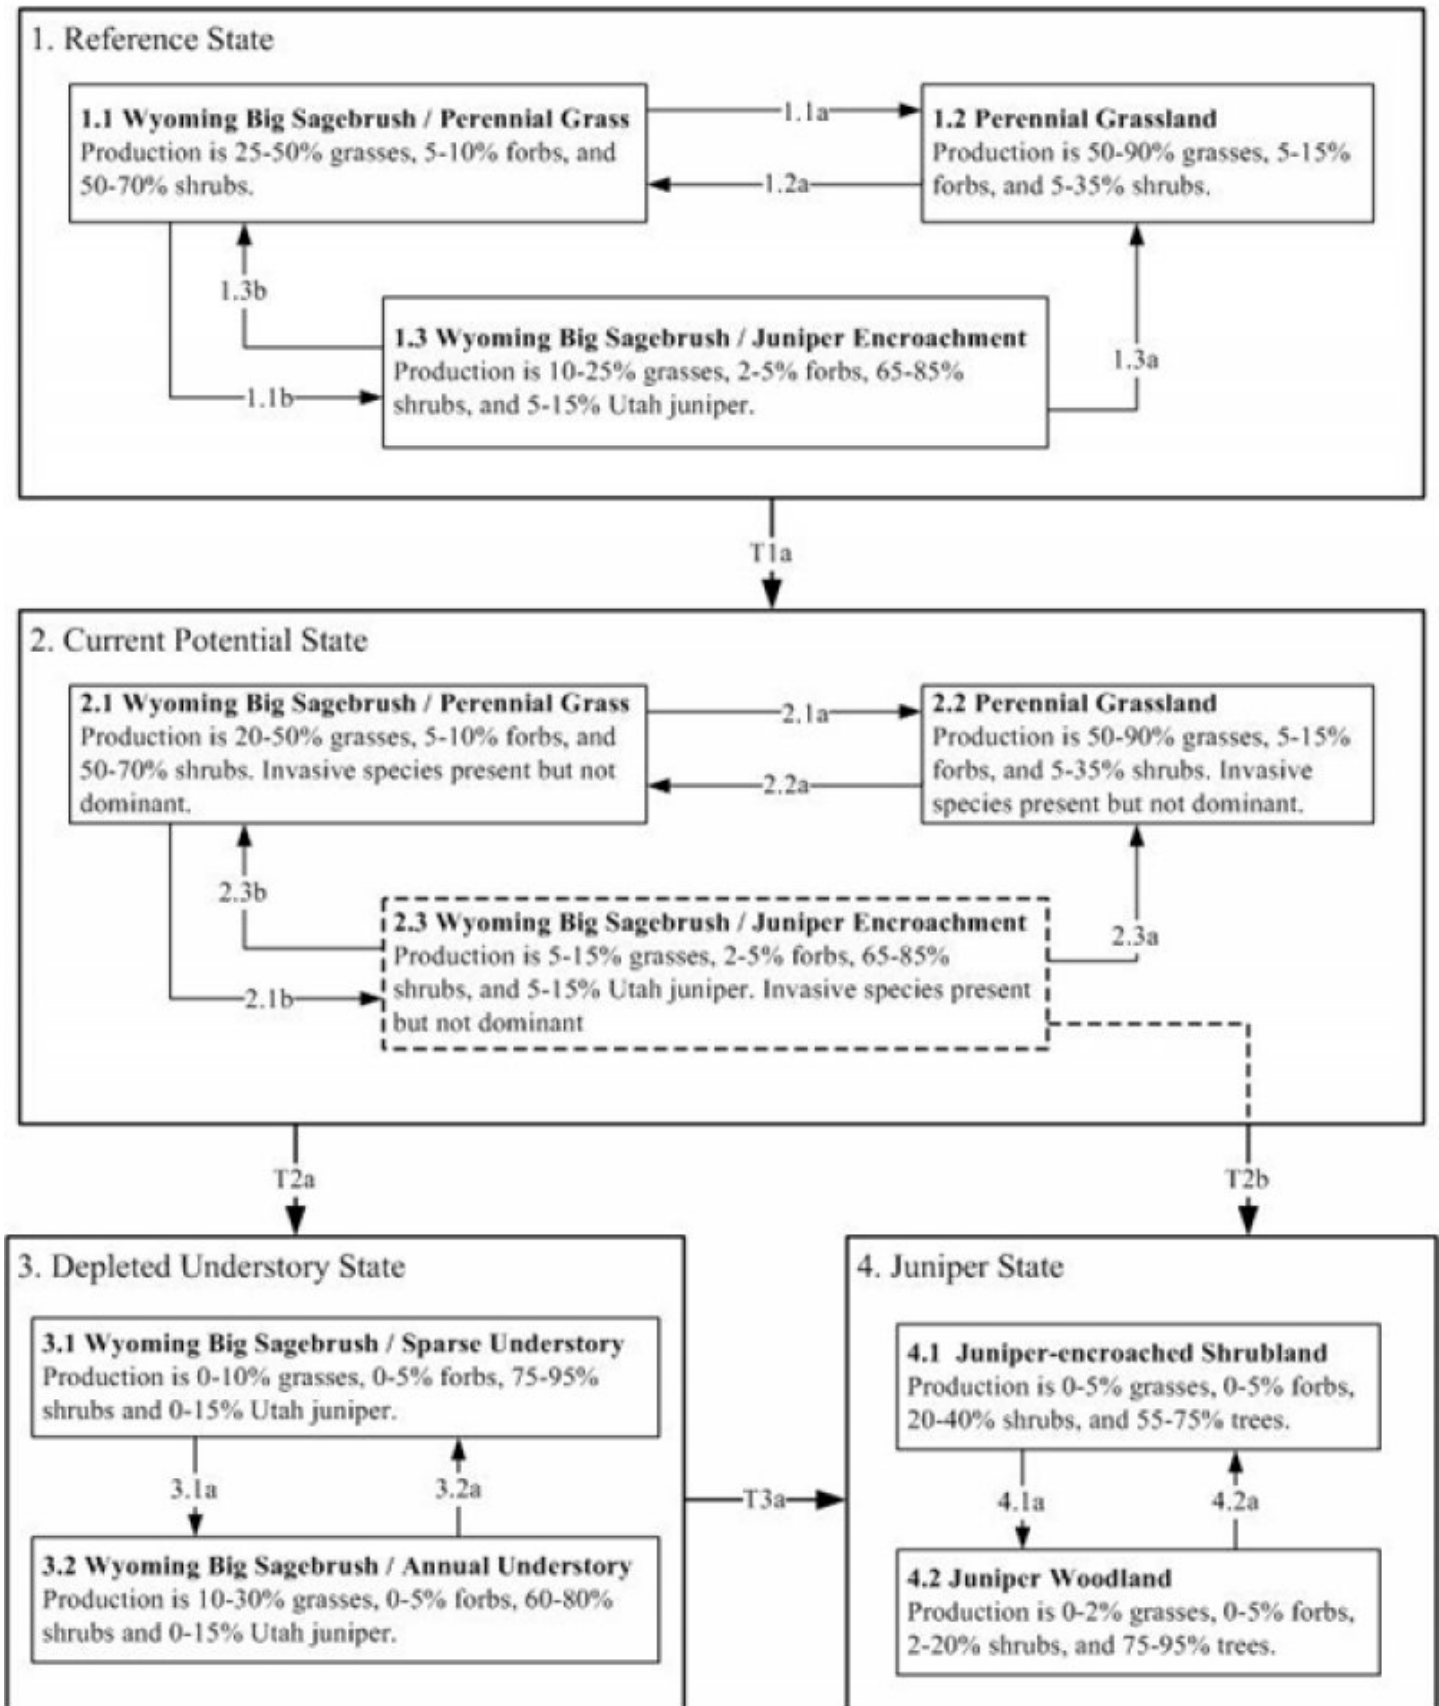 1. Reference State
1.1 Wyoming Big Sagebrush / Perennial Grass
Production is 25-50% grasses, 5-10% forbs, and
50-70% shrubs.
1.1a
1.2a
1.2 Perennial Grassland
Production is 50-90% grasses, 5-15%
forbs, and 5-35% shrubs.
1.3b
1.1b
1.3 Wyoming Big Sagebrush / Juniper Encroachment
Production is 10-25% grasses, 2-5% forbs, 65-85%
shrubs, and 5-15% Utah juniper.
1.3a
T1a
2. Current Potential State
2.1 Wyoming Big Sagebrush / Perennial Grass
Production is 20-50% grasses, 5-10% forbs, and
50-70% shrubs. Invasive species present but not
dominant.
2.1a
2.2a
2.2 Perennial Grassland
Production is 50-90% grasses, 5-15%
forbs, and 5-35% shrubs. Invasive
species present but not dominant.
2.3b
2.1b
2.3 Wyoming Big Sagebrush / Juniper Encroachment
Production is 5-15% grasses, 2-5% forbs, 65-85%
shrubs, and 5-15% Utah juniper. Invasive species present
but not dominant
2.3a
T2a
T2b
3. Depleted Understory State
3.1 Wyoming Big Sagebrush / Sparse Understory
Production is 0-10% grasses, 0-5% forbs, 75-95%
shrubs and 0-15% Utah juniper.
3.1a
3.2a
3.2 Wyoming Big Sagebrush / Annual Understory
Production is 10-30% grasses, 0-5% forbs, 60-80%
shrubs and 0-15% Utah juniper.
T3a
4. Juniper State
4.1 Juniper-encroached Shrubland
Production is 0-5% grasses, 0-5% forbs,
20-40% shrubs, and 55-75% trees.
4.1a
4.2a
4.2 Juniper Woodland
Production is 0-2% grasses, 0-5% forbs,
2-20% shrubs, and 75-95% trees.